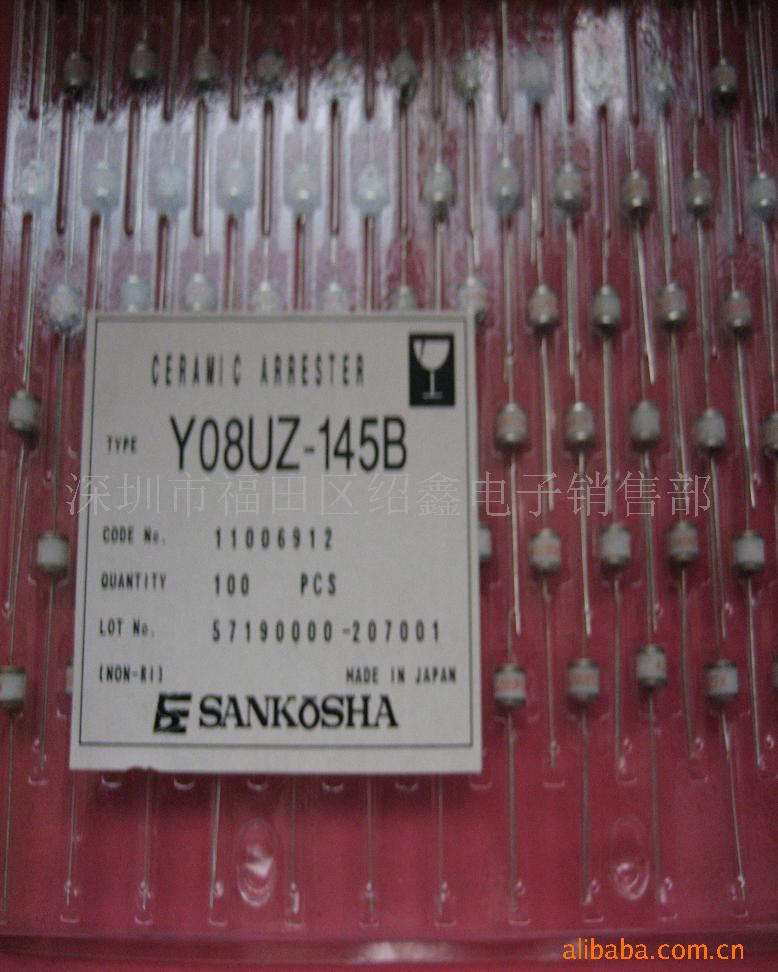 CERAMIC ARRESTER
TYPE Y08UZ-145B
深圳市福田区绍鑫电子销售部
CODE No. 11006912
QUANTITY 100 PCS
LOT No. 57190000-207001
[NON-RI] MADE IN JAPAN
SANKŌSHA
alibaba.com.cn